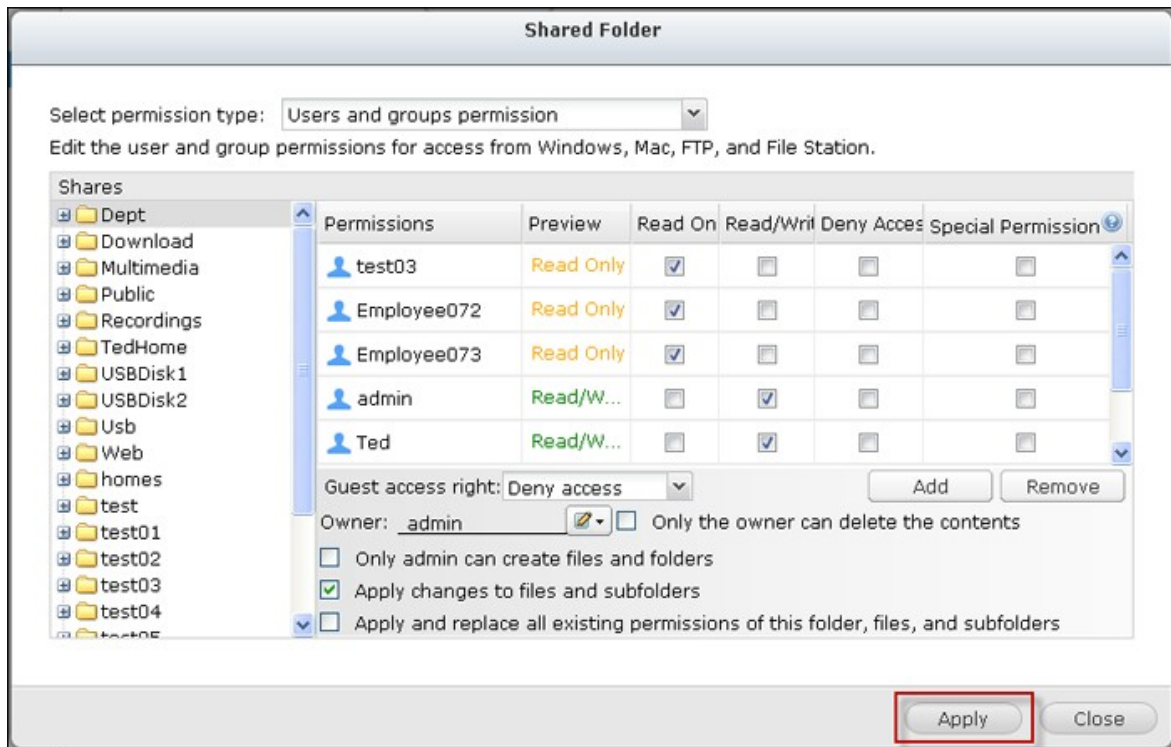 Shared Folder
Select permission type: Users and groups permission
Edit the user and group permissions for access from Windows, Mac, FTP, and File Station.
Shares
Dept
Download
Multimedia
Public
Recordings
TedHome
USBDisk1
USBDisk2
Usb
Web
homes
test
test01
test02
test03
test04
Permissions Preview Read On Read/Writ Deny Acces Special Permission
test03 Read Only
Employee072 Read Only
Employee073 Read Only
admin Read/W...
Ted Read/W...
Guest access right: Deny access Add Remove
Owner: admin Only the owner can delete the contents
Only admin can create files and folders
Apply changes to files and subfolders
Apply and replace all existing permissions of this folder, files, and subfolders
Apply Close